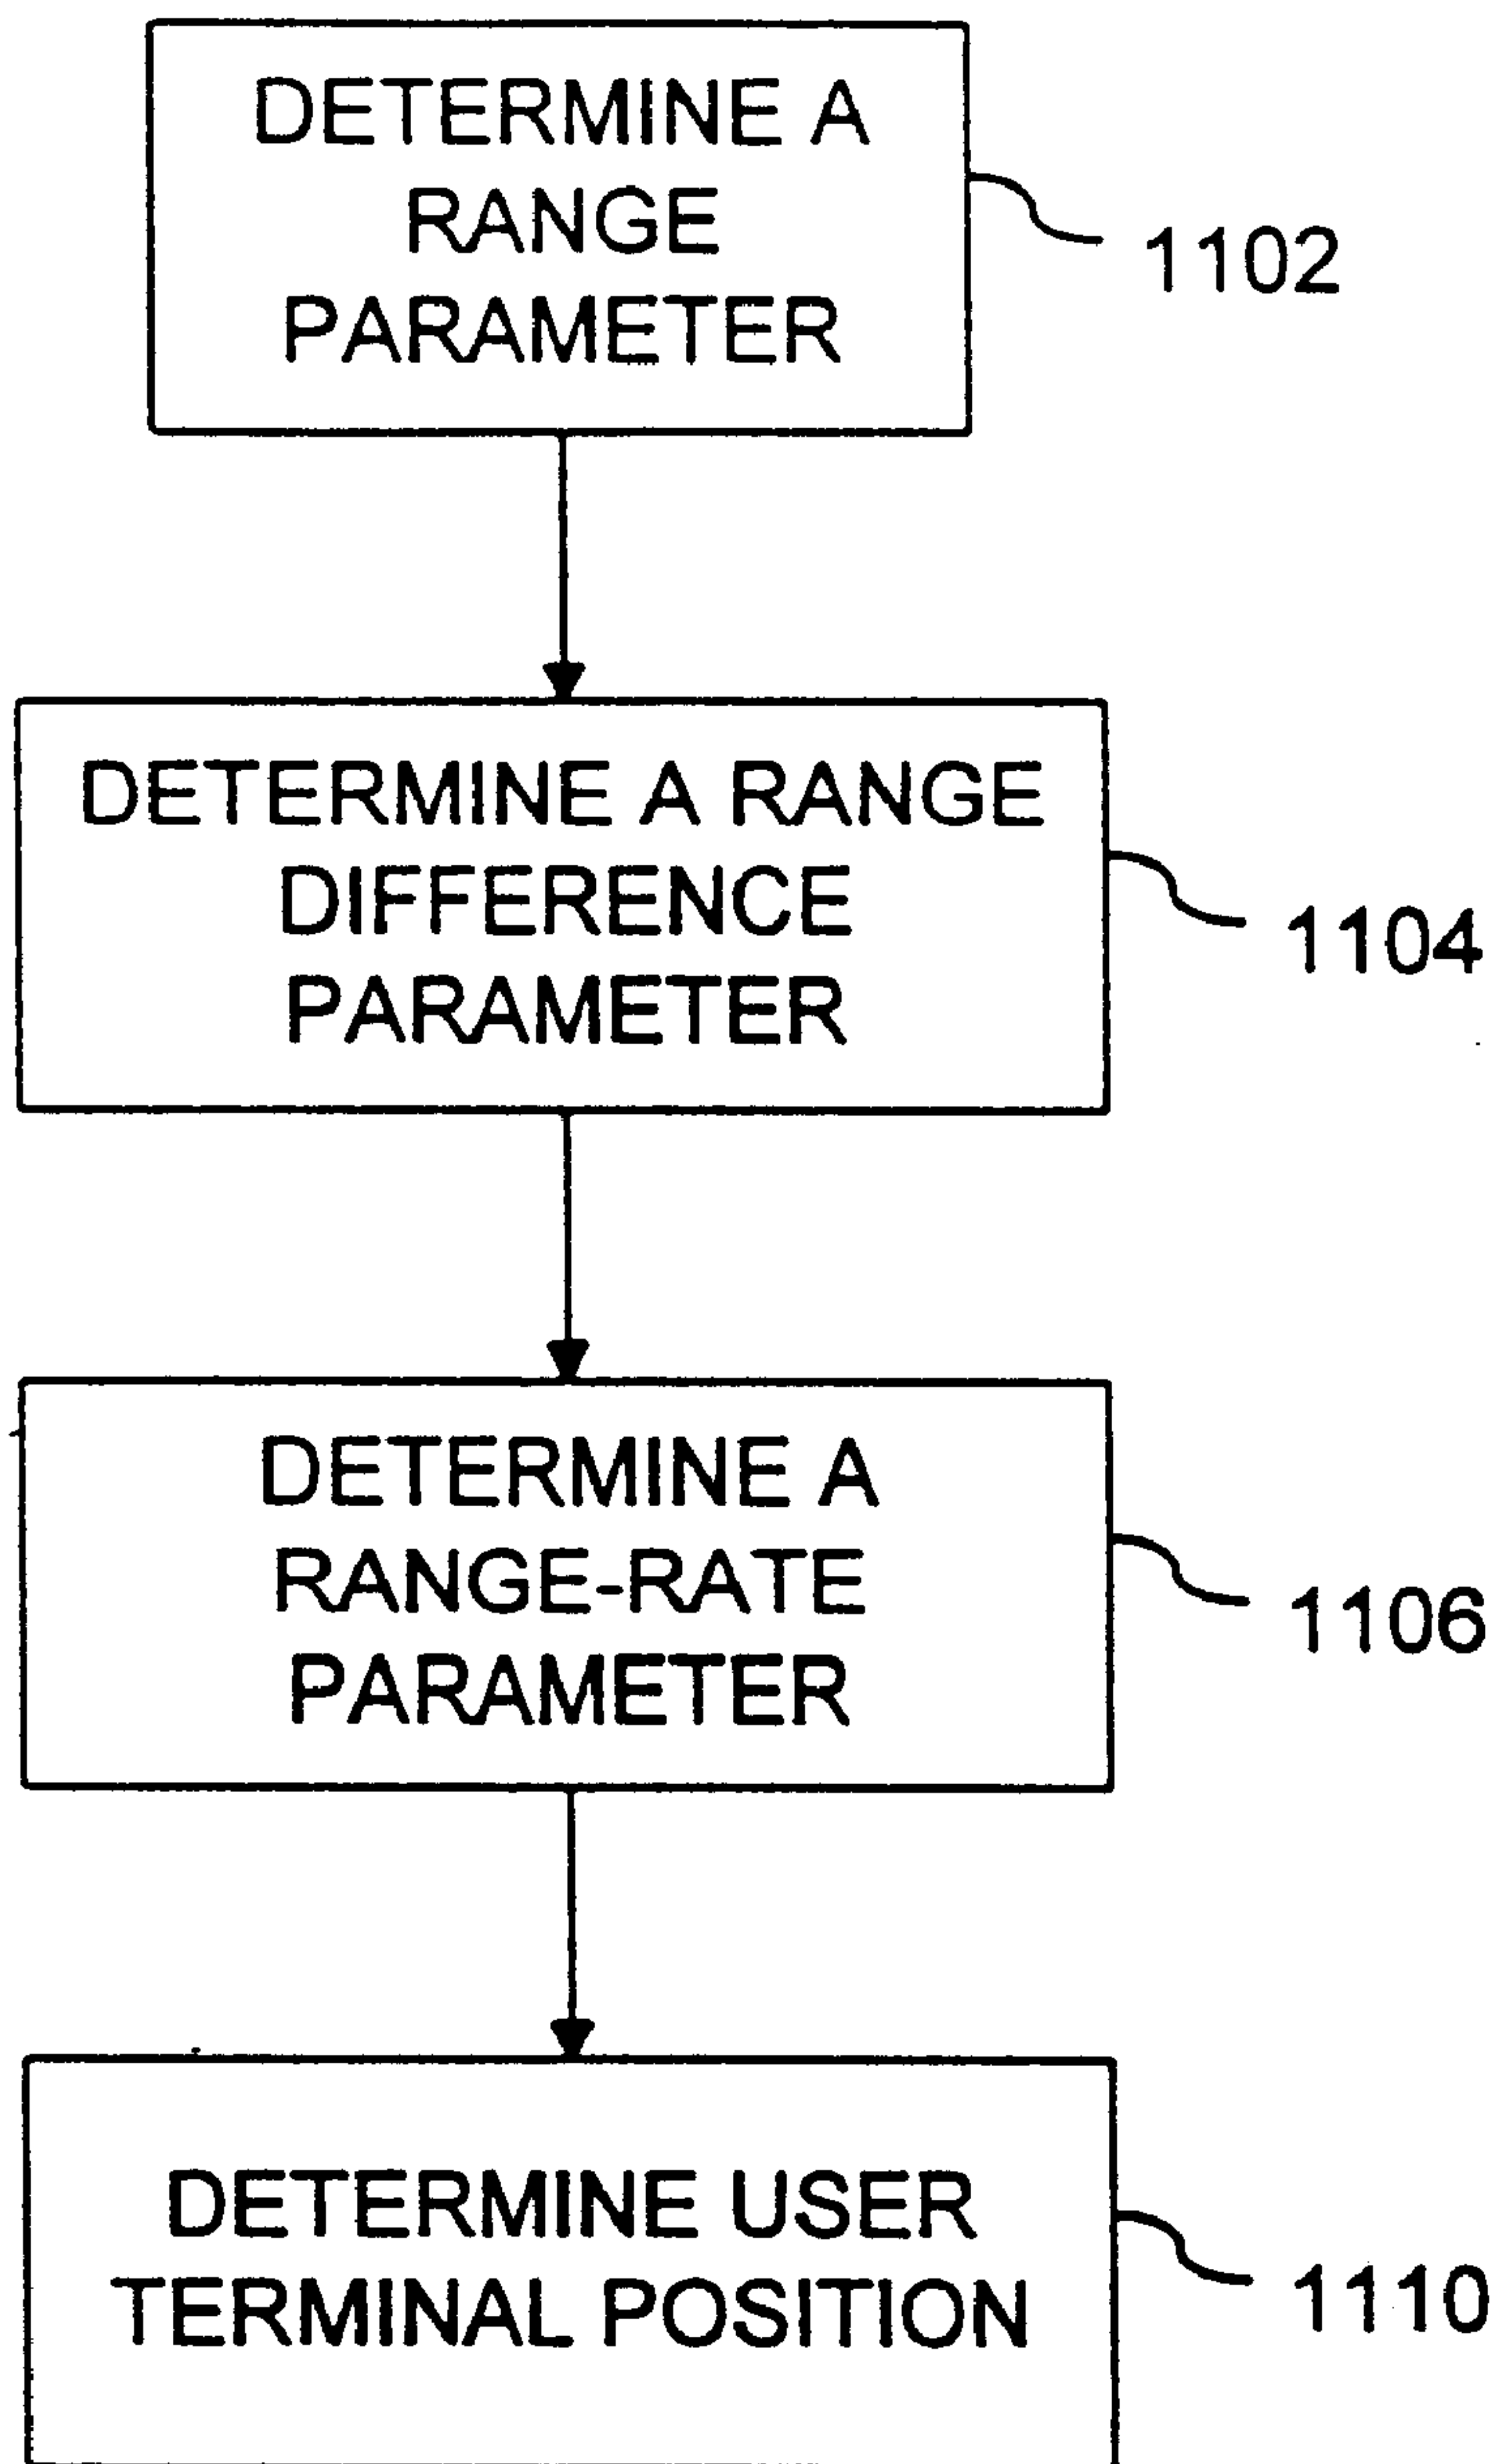 DETERMINE A
RANGE
PARAMETER
1102
DETERMINE A RANGE
DIFFERENCE
PARAMETER
1104
DETERMINE A
RANGE-RATE
PARAMETER
1106
DETERMINE USER
TERMINAL POSITION
1110